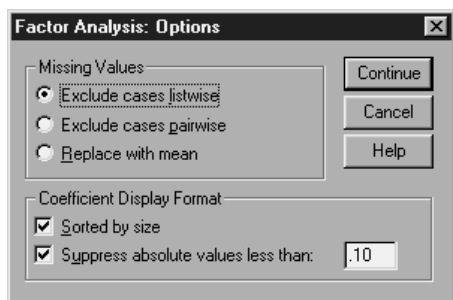 Factor Analysis: Options
Missing Values
Exclude cases listwise
Exclude cases pairwise
Replace with mean
Continue
Cancel
Help
Coefficient Display Format
Sorted by size
Suppress absolute values less than: .10